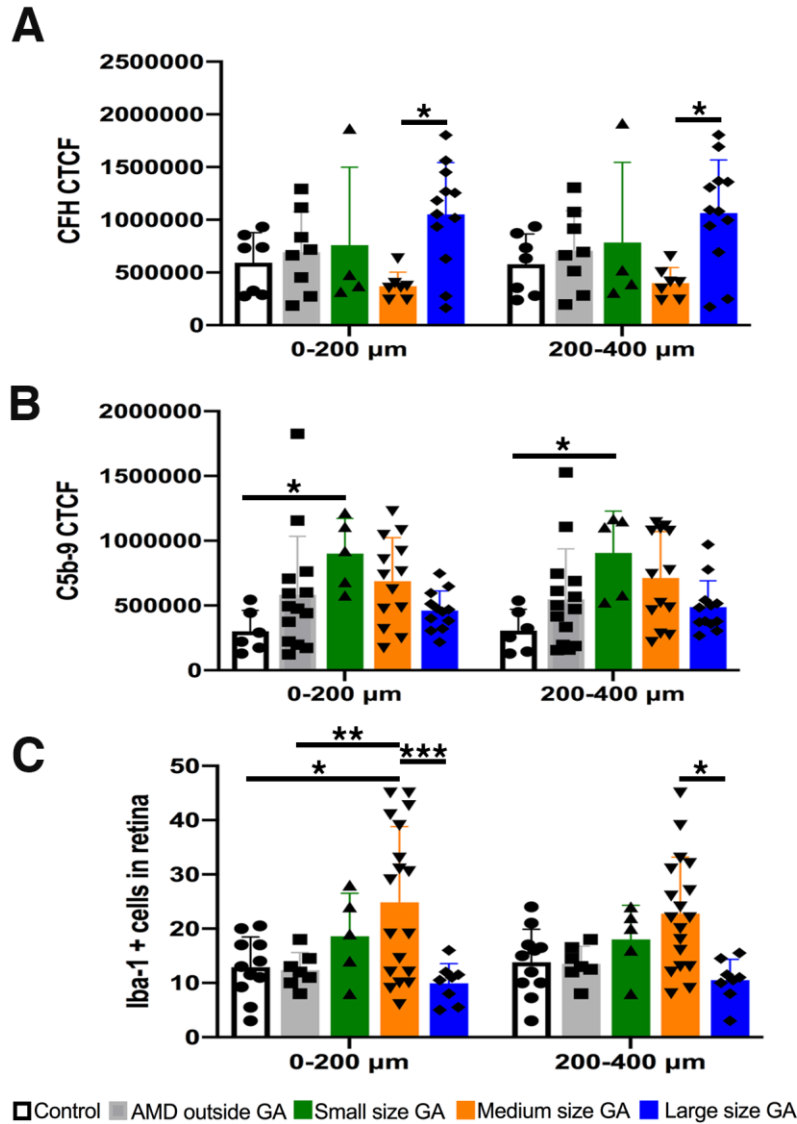 A
CFH CTCF
2500000
2000000
1500000
1000000
500000
0
*
*
0-200 µm
200-400 µm
B
C5b-9 CTCF
2000000
1500000
1000000
500000
0
*
*
0-200 µm
200-400 µm
C
Iba-1 + cells in retina
50
40
30
20
10
0
**
*
***
*
0-200 µm
200-400 µm
Control AMD outside GA Small size GA Medium size GA Large size GA